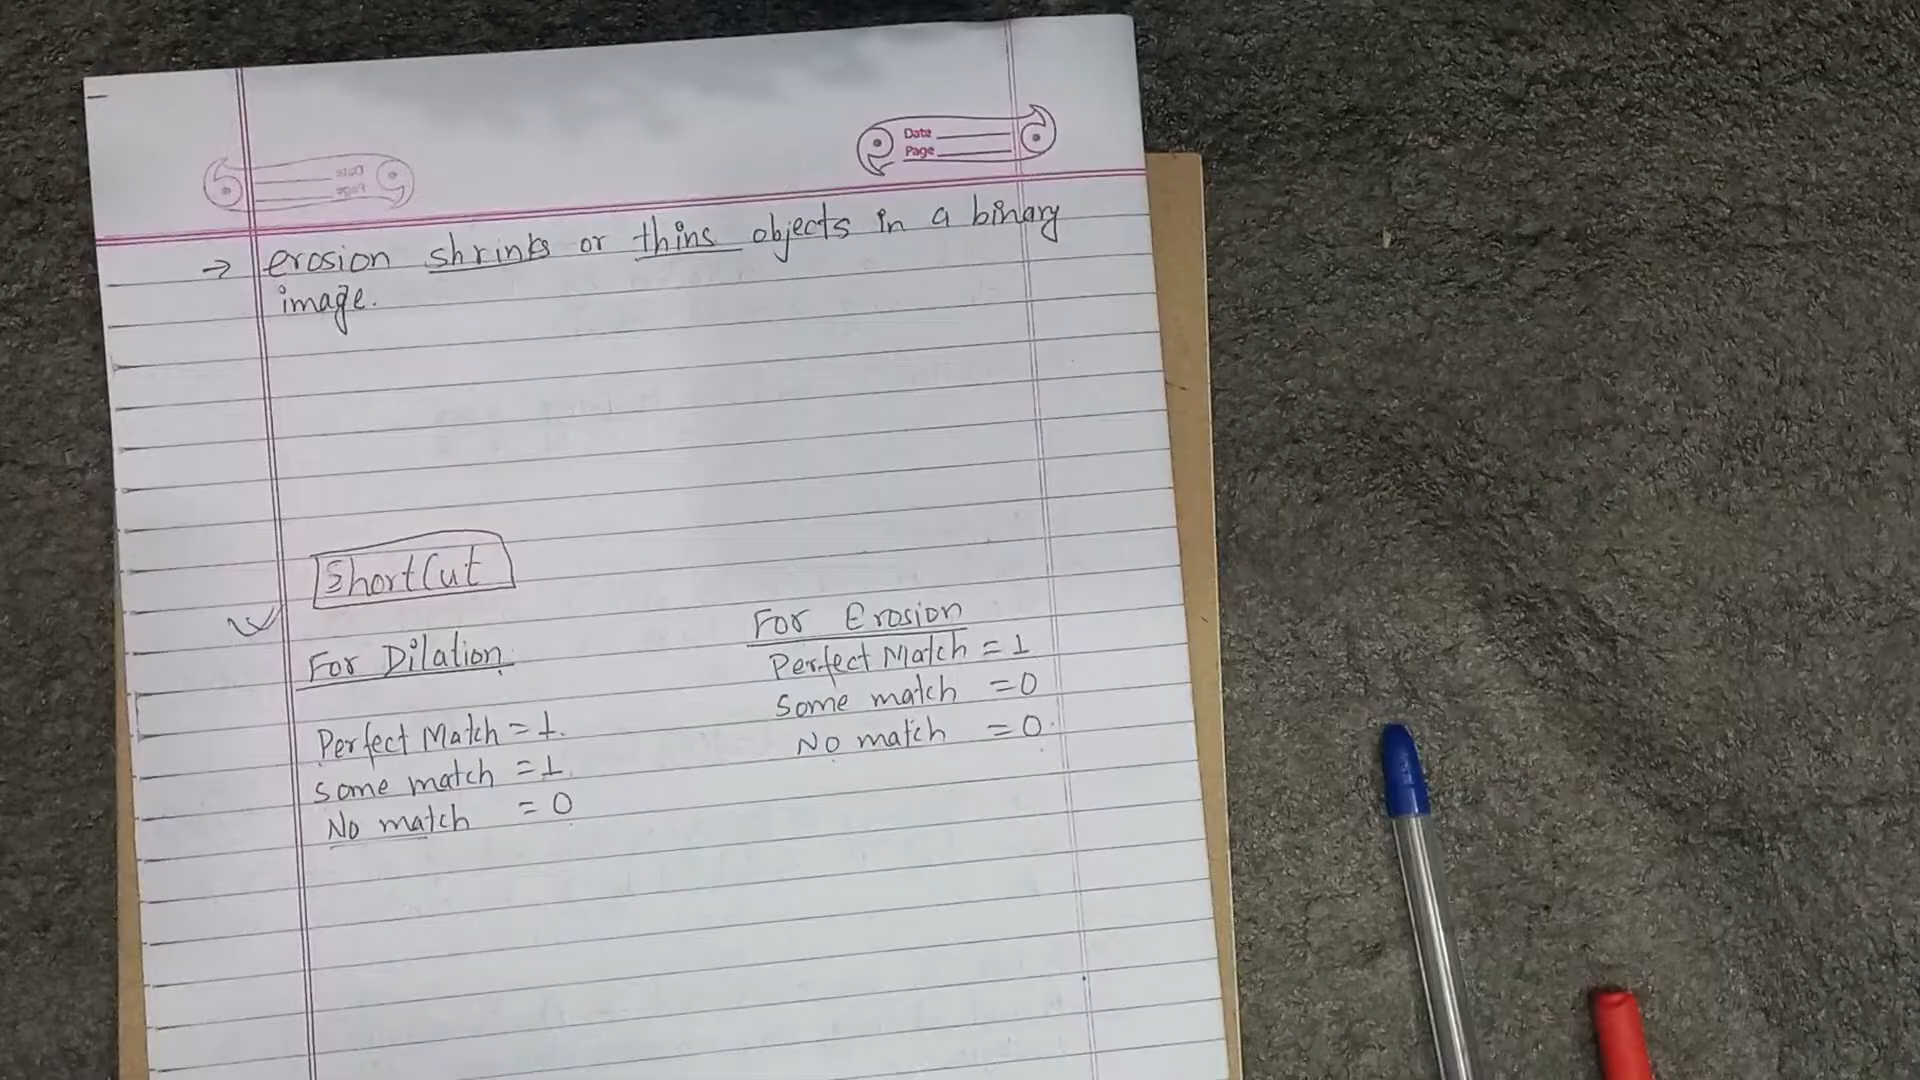 Date
Page
→ erosion shrinks or thins objects in a binary
image.
ShortCut
For Dilation
Perfect Match = 1.
Some match = 1
No match = 0
For Erosion
Perfect Match = 1
Some match = 0
No match = 0.